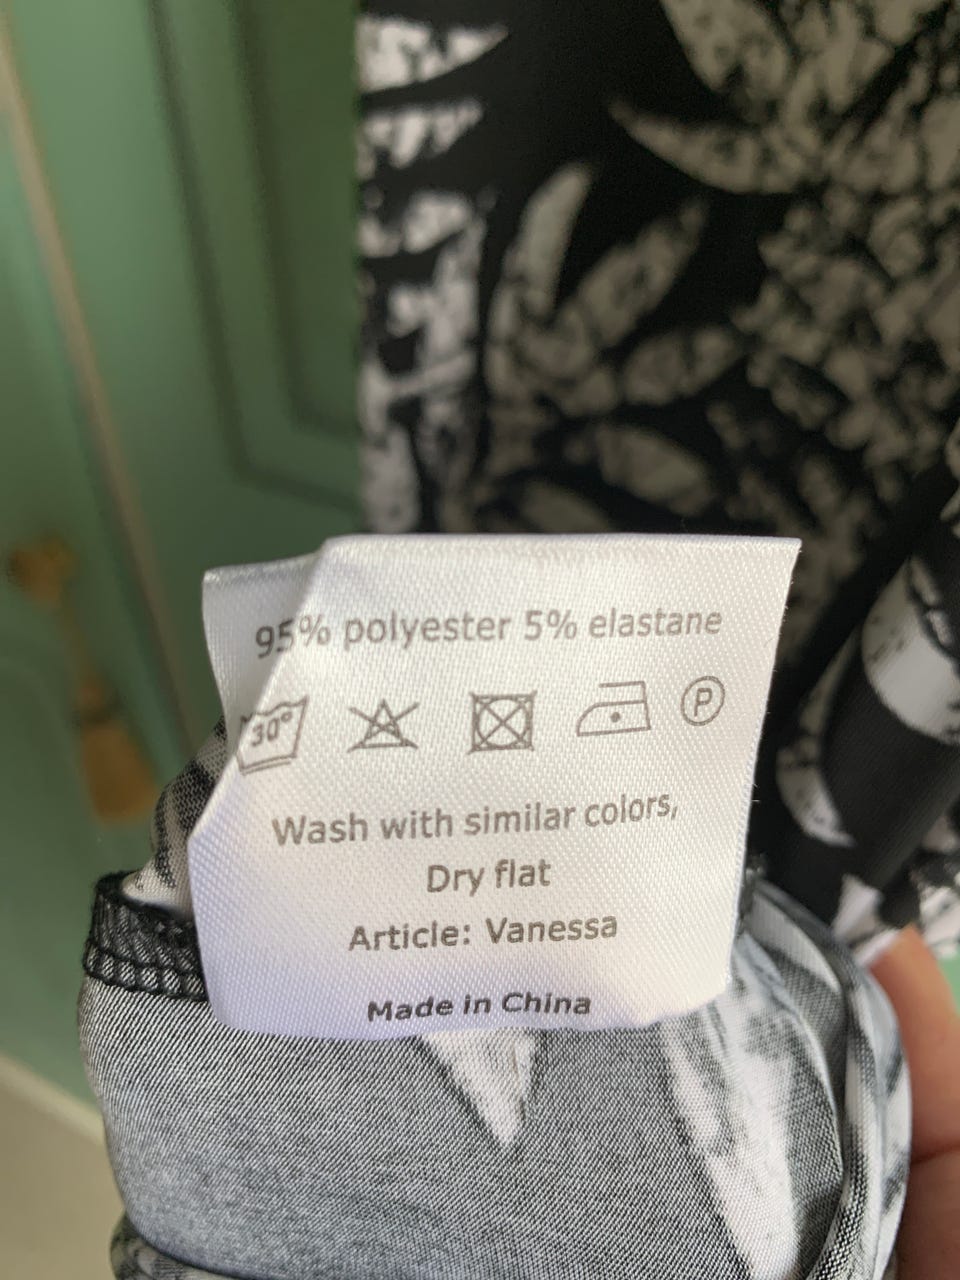 95% polyester 5% elastane
30° P
Wash with similar colors,
Dry flat
Article: Vanessa
Made in China